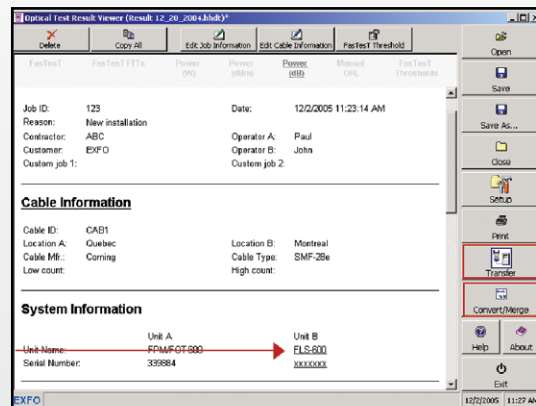 Optical Test Result Viewer (Result 12_20_2004.bhdt)*
Delete
Copy All
Edit Job Information
Edit Cable Information
FasTesT Threshold
Open
FasTesT
FasTesT FTTx
Power (W)
Power (dBm)
Power (dB)
Manual ORL
FasTesT Thresholds
Save
Save As...
Close
Setup
Print
Transfer
Convert/Merge
Help
About
Exit
Job ID: 123 Date: 12/2/2005 11:23:14 AM
Reason: New installation
Contractor: ABC Operator A: Paul
Customer: EXFO Operator B: John
Custom job 1: Custom job 2:
Cable Information
Cable ID: CAB1
Location A: Quebec Location B: Montreal
Cable Mfr.: Corning Cable Type: SMF-28e
Low count: High count:
System Information
Unit A Unit B
Unit Name: FPM/FOT-600 FLS-600
Serial Number: 339884 xxxxxxx
EXFO 12/2/2005 11:27 AM